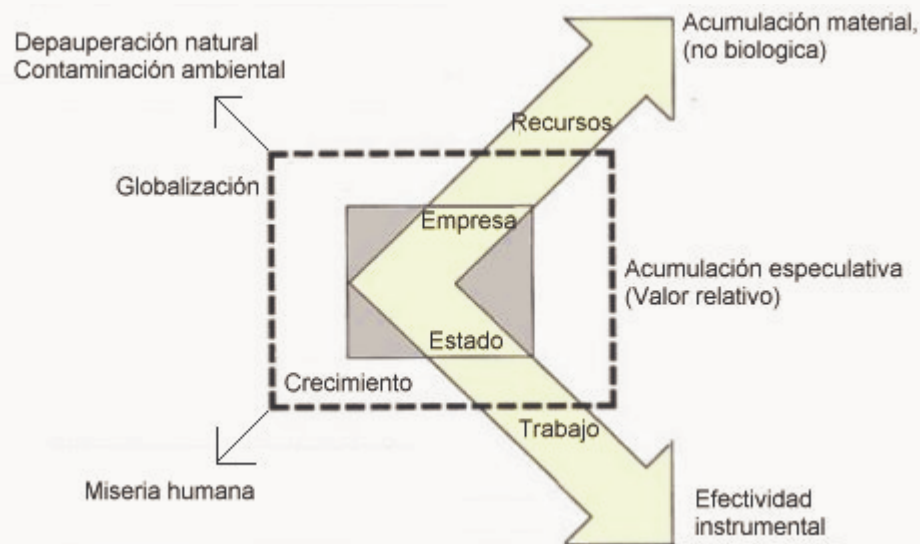 Depauperación natural
Contaminación ambiental
Acumulación material,
(no biologica)
Recursos
Globalización
Empresa
Acumulación especulativa
(Valor relativo)
Estado
Crecimiento
Trabajo
Miseria humana
Efectividad
instrumental